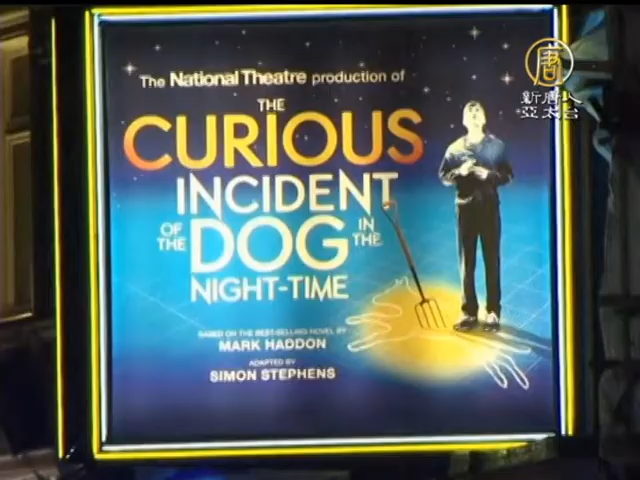 The National Theatre production of
THE
CURIOUS
INCIDENT
OF THE DOG IN THE
NIGHT-TIME
BASED ON THE BEST-SELLING NOVEL BY
MARK HADDON
ADAPTED BY
SIMON STEPHENS
唐
新唐人
亞太台